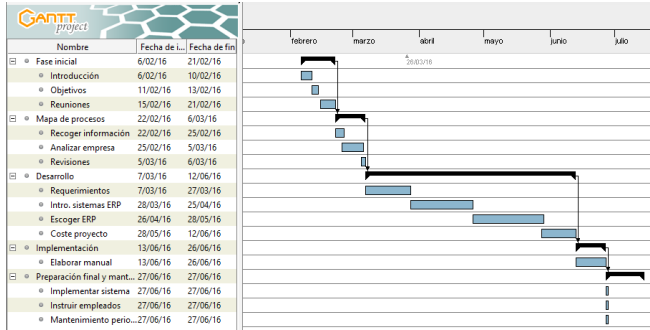 GANTT
project
Nombre Fecha de i... Fecha de fin
febrero marzo abril mayo junio julio
28/03/16
Fase inicial 6/02/16 21/02/16
Introducción 6/02/16 10/02/16
Objetivos 11/02/16 13/02/16
Reuniones 15/02/16 21/02/16
Mapa de procesos 22/02/16 6/03/16
Recoger información 22/02/16 25/02/16
Analizar empresa 25/02/16 5/03/16
Revisiones 5/03/16 6/03/16
Desarrollo 7/03/16 12/06/16
Requerimientos 7/03/16 27/03/16
Intro. sistemas ERP 28/03/16 25/04/16
Escoger ERP 26/04/16 28/05/16
Coste proyecto 28/05/16 12/06/16
Implementación 13/06/16 26/06/16
Elaborar manual 13/06/16 26/06/16
Preparación final y mant... 27/06/16 27/06/16
Implementar sistema 27/06/16 27/06/16
Instruir empleados 27/06/16 27/06/16
Mantenimiento perio... 27/06/16 27/06/16